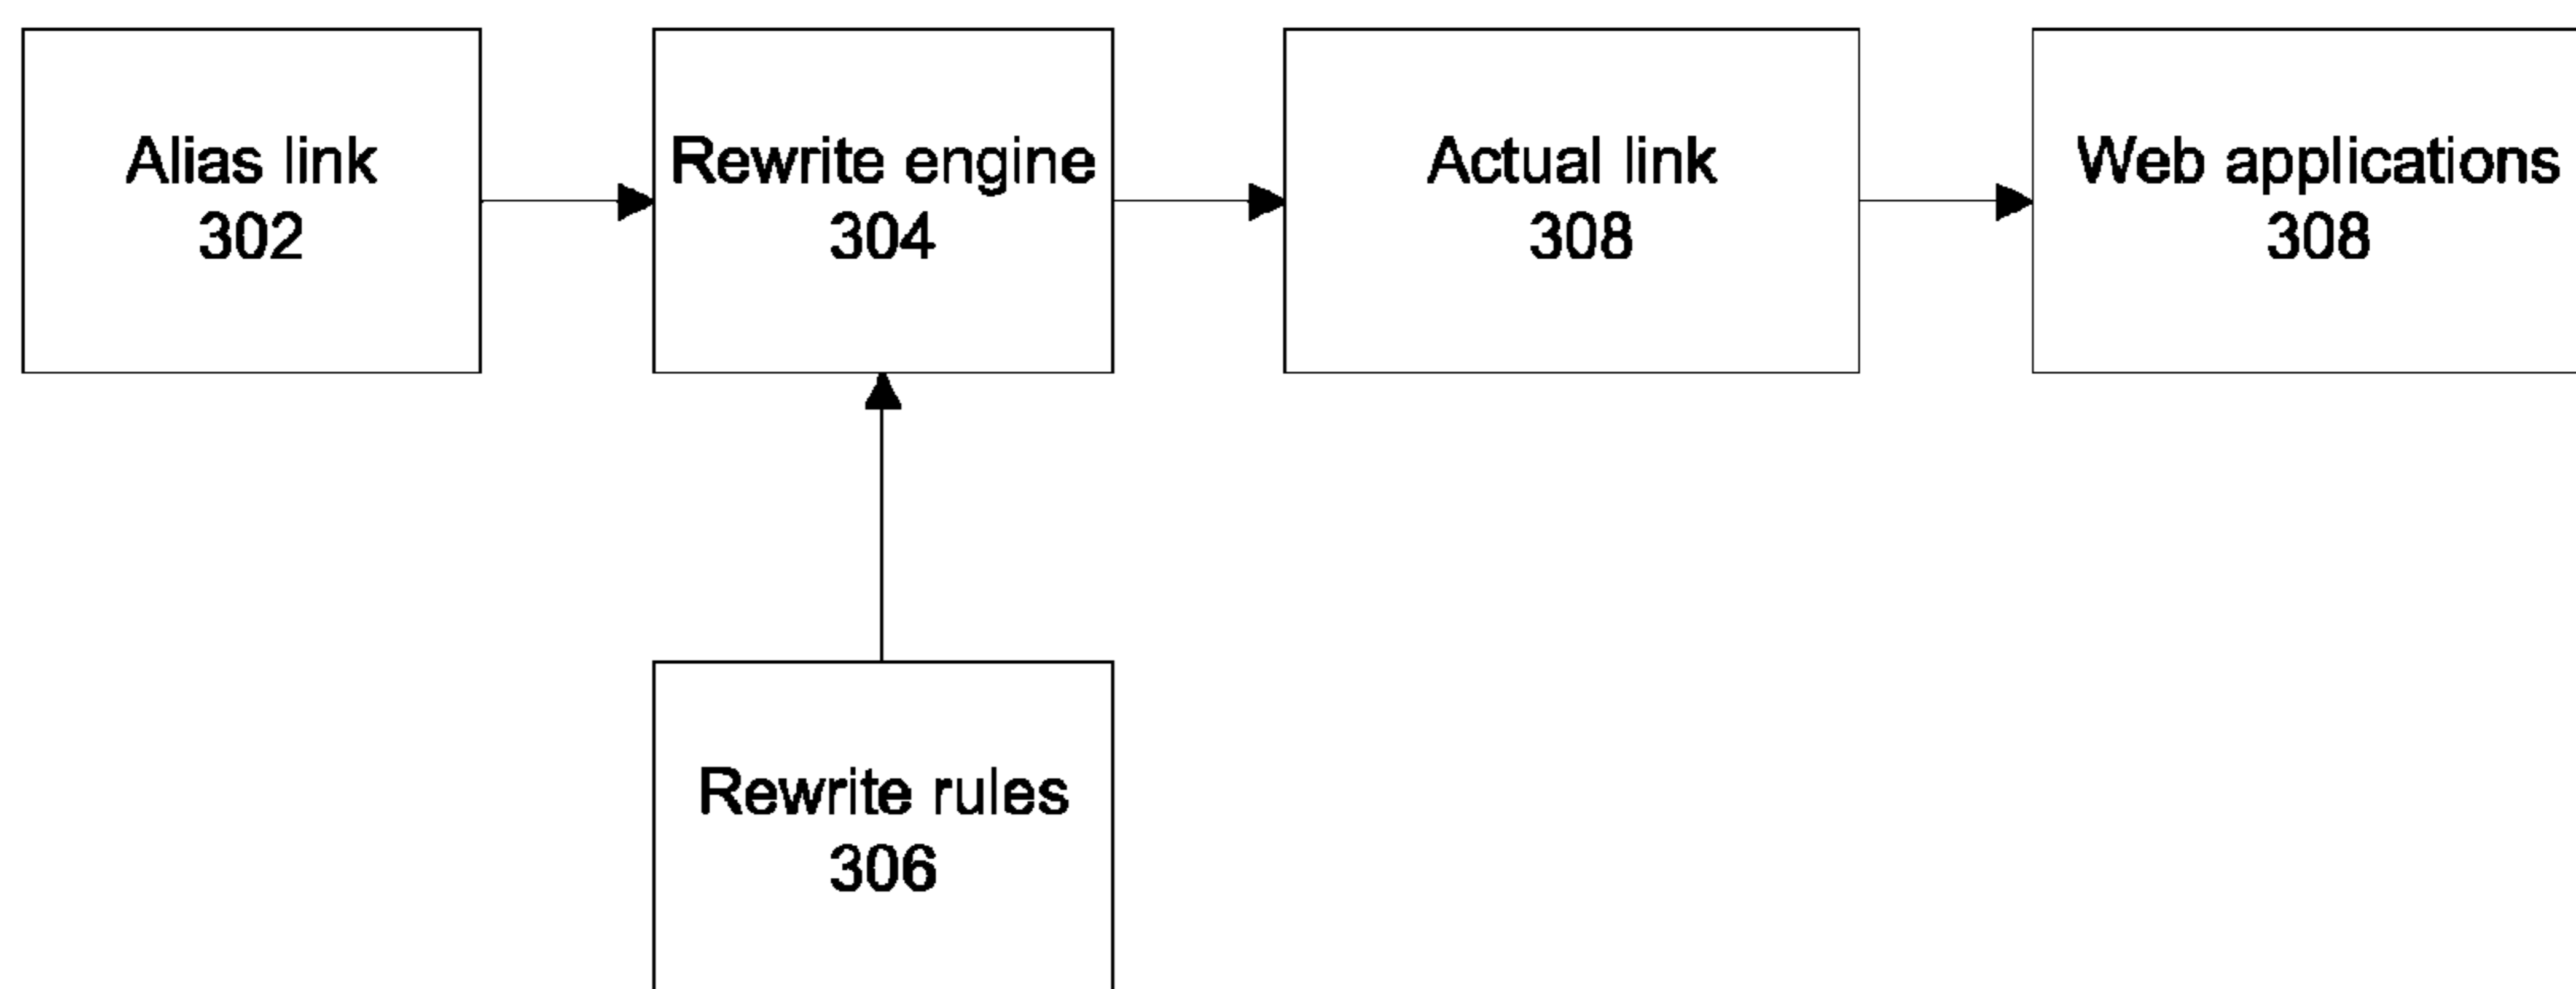 Alias link
302
Rewrite engine
304
Actual link
308
Web applications
308
Rewrite rules
306